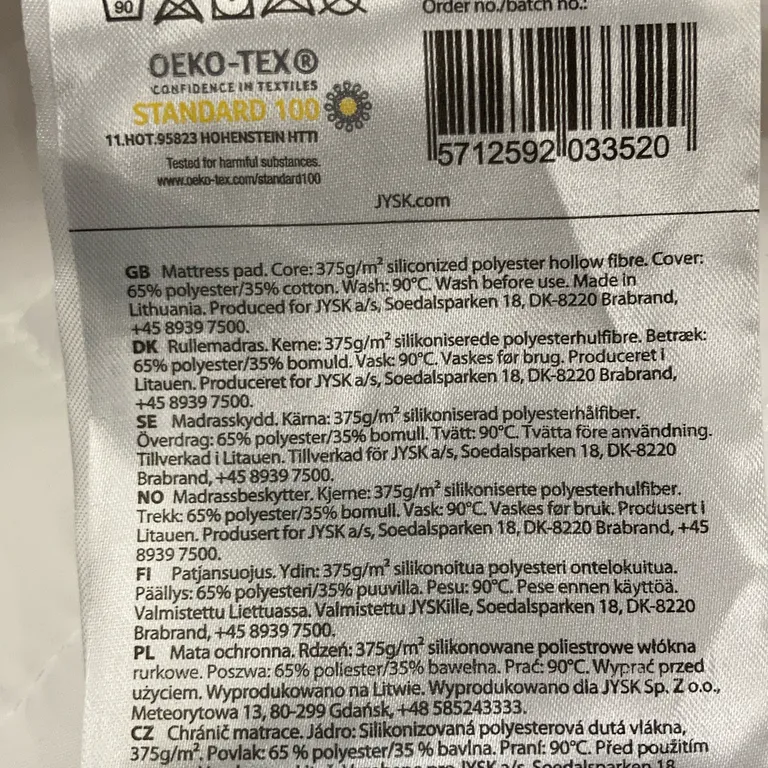 90
Order no./batch no.:
OEKO-TEX®
CONFIDENCE IN TEXTILES
STANDARD 100
11.HOT.95823 HOHENSTEIN HTTI
Tested for harmful substances.
www.oeko-tex.com/standard100
5712592 033520
JYSK.com
GB Mattress pad. Core: 375g/m² siliconized polyester hollow fibre. Cover:
65% polyester/35% cotton. Wash: 90°C. Wash before use. Made in
Lithuania. Produced for JYSK a/s, Soedalsparken 18, DK-8220 Brabrand,
+45 8939 7500.
DK Rullemadras. Kerne: 375g/m² silikoniserede polyesterhulfibre. Betræk:
65% polyester/35% bomuld. Vask: 90°C. Vaskes før brug. Produceret i
Litauen. Produceret for JYSK a/s, Soedalsparken 18, DK-8220 Brabrand,
+45 8939 7500.
SE Madrasskydd. Kärna: 375g/m² silikoniserad polyesterhålfiber.
Överdrag: 65% polyester/35% bomull. Tvätt: 90°C. Tvätta före användning.
Tillverkad i Litauen. Tillverkad för JYSK a/s, Soedalsparken 18, DK-8220
Brabrand, +45 8939 7500.
NO Madrassbeskytter. Kjerne: 375g/m² silikoniserte polyesterhulfiber.
Trekk: 65% polyester/35% bomull. Vask: 90°C. Vaskes før bruk. Produsert i
Litauen. Produsert for JYSK a/s, Soedalsparken 18, DK-8220 Brabrand, +45
8939 7500.
FI Patjansuojus. Ydin: 375g/m² silikonoitua polyesteri ontelokuitua.
Päällys: 65% polyesteri/35% puuvilla. Pesu: 90°C. Pese ennen käyttöä.
Valmistettu Liettuassa. Valmistettu JYSKille, Soedalsparken 18, DK-8220
Brabrand, +45 8939 7500.
PL Mata ochronna. Rdzeń: 375g/m² silikonowane poliestrowe włókna
rurkowe. Poszwa: 65% poliester/35% bawełna. Prać: 90°C. Wyprać przed
użyciem. Wyprodukowano na Litwie. Wyprodukowano dla JYSK Sp. Z o.o.,
Meteorytowa 13, 80-299 Gdańsk, +48 585243333.
CZ Chránič matrace. Jádro: Silikonizovaná polyesterová dutá vlákna,
375g/m². Povlak: 65 % polyester/35 % bavlna. Praní: 90°C. Před použitím
JYSK a/s, Soedalsparken 18,